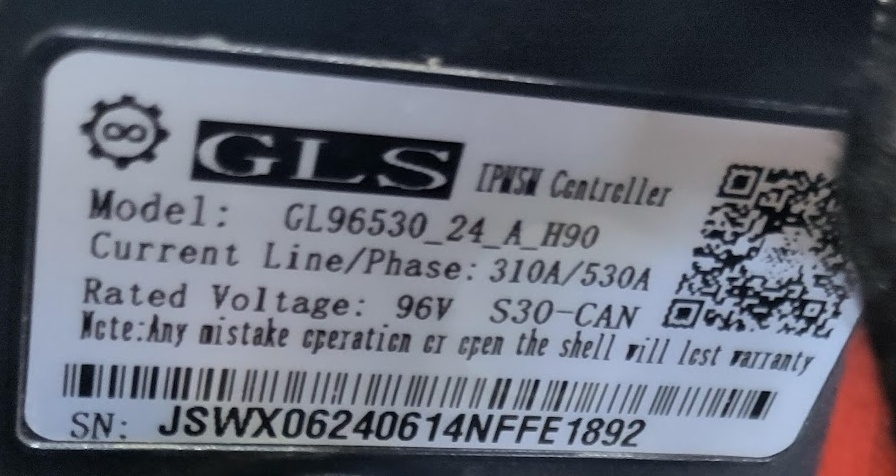 GLS IPMSM Controller
Model: GL96530_24_A_H90
Current Line/Phase: 310A/530A
Rated Voltage: 96V S30-CAN
Note:Any mistake operation or open the shell will lost warranty
SN: JSWX06240614NFFE1892